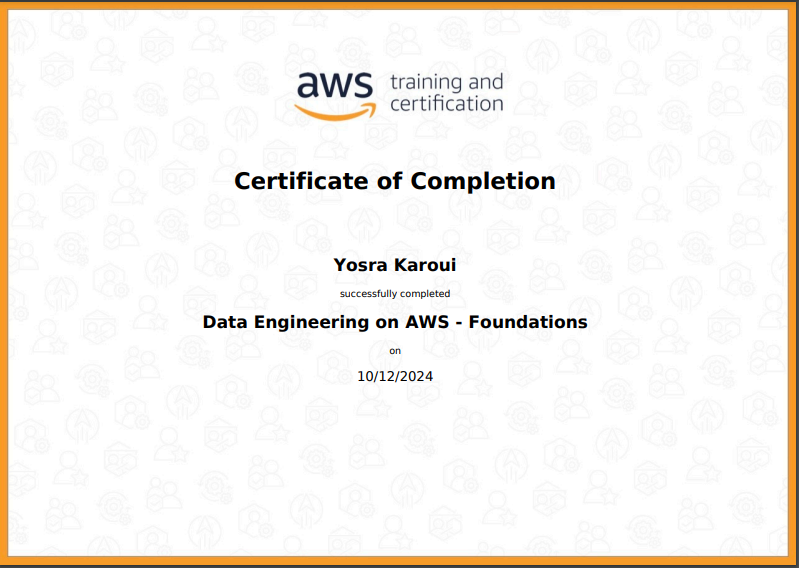 aws training and
certification
Certificate of Completion
Yosra Karoui
successfully completed
Data Engineering on AWS - Foundations
on
10/12/2024